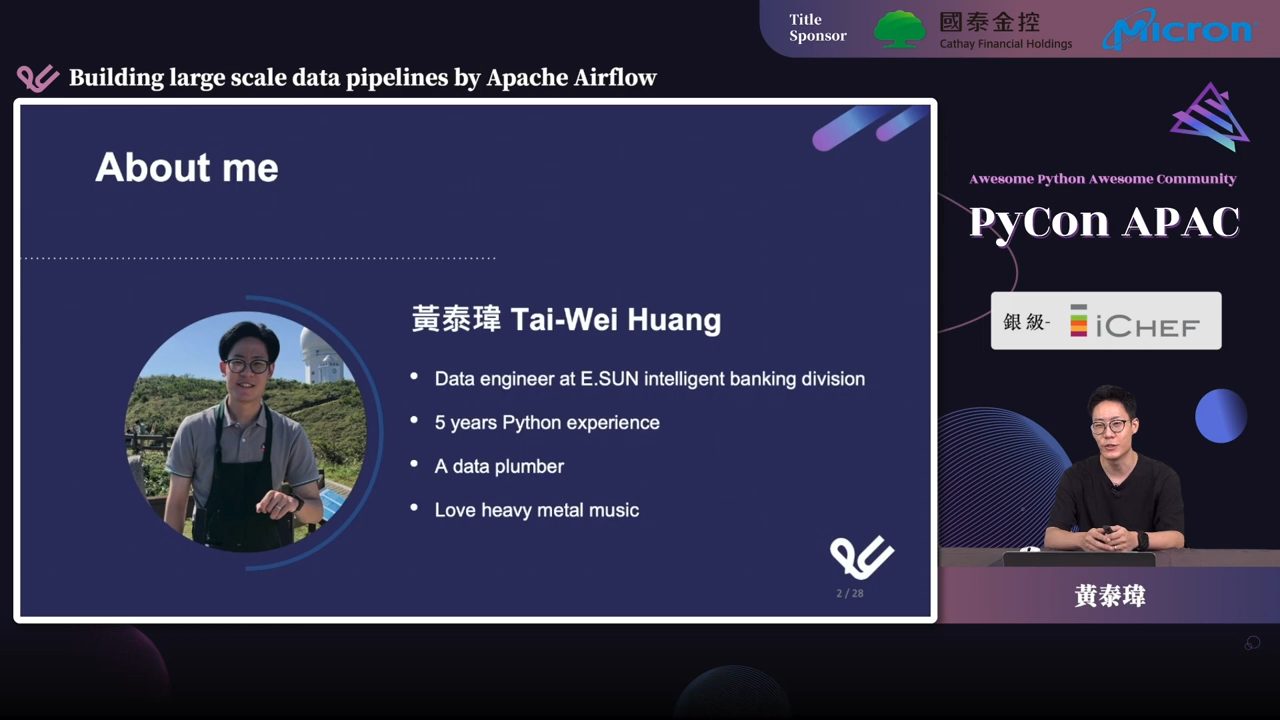 Title
Sponsor
國泰金控
Cathay Financial Holdings
Micron
Building large scale data pipelines by Apache Airflow
About me
黃泰瑋 Tai-Wei Huang
• Data engineer at E.SUN intelligent banking division
• 5 years Python experience
• A data plumber
• Love heavy metal music
2 / 28
Awesome Python Awesome Community
PyCon APAC
銀級- iCHEF
黃泰瑋